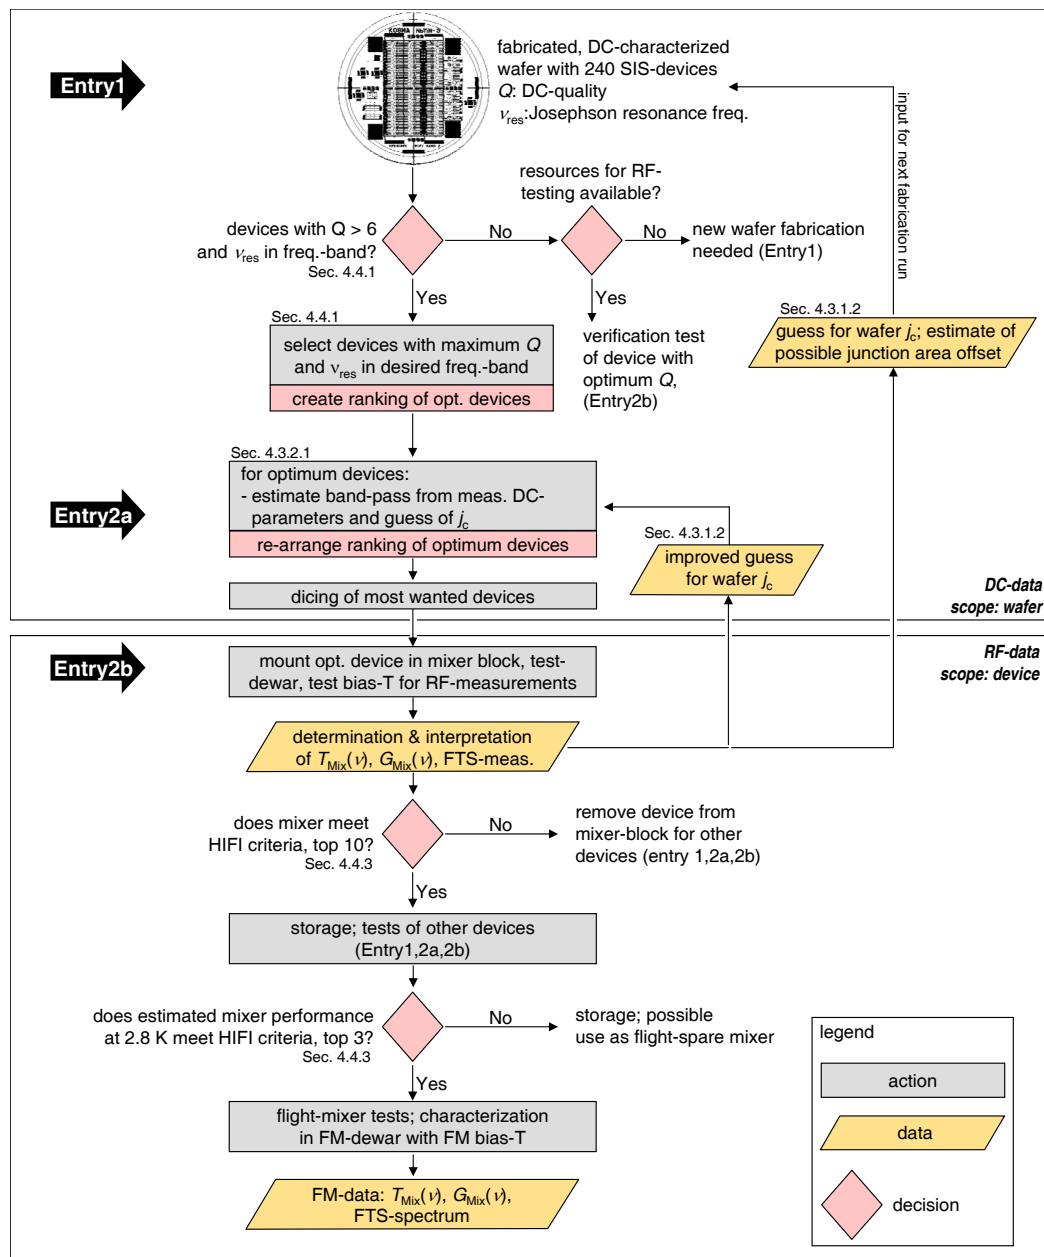 Entry1
KOSMA
fabricated, DC-characterized
wafer with 240 SIS-devices
Q: DC-quality
νres:Josephson resonance freq.
input for next fabrication run
resources for RF-
testing available?
devices with Q > 6
and νres in freq.-band?
Sec. 4.4.1
No
No
new wafer fabrication
needed (Entry1)
Yes
Yes
Sec. 4.4.1
select devices with maximum Q
and νres in desired freq.-band
create ranking of opt. devices
verification test
of device with
optimum Q,
(Entry2b)
Sec. 4.3.1.2
guess for wafer jc; estimate of
possible junction area offset
Sec. 4.3.2.1
Entry2a
for optimum devices:
- estimate band-pass from meas. DC-
parameters and guess of jc
re-arrange ranking of optimum devices
Sec. 4.3.1.2
improved guess
for wafer jc
dicing of most wanted devices
DC-data
scope: wafer
Entry2b
RF-data
scope: device
mount opt. device in mixer block, test-
dewar, test bias-T for RF-measurements
determination & interpretation
of TMix(ν), GMix(ν), FTS-meas.
does mixer meet
HIFI criteria, top 10?
Sec. 4.4.3
No
remove device from
mixer-block for other
devices (entry 1,2a,2b)
Yes
storage; tests of other devices
(Entry1,2a,2b)
does estimated mixer performance
at 2.8 K meet HIFI criteria, top 3?
Sec. 4.4.3
No
storage; possible
use as flight-spare mixer
Yes
flight-mixer tests; characterization
in FM-dewar with FM bias-T
FM-data: TMix(ν), GMix(ν),
FTS-spectrum
legend
action
data
decision